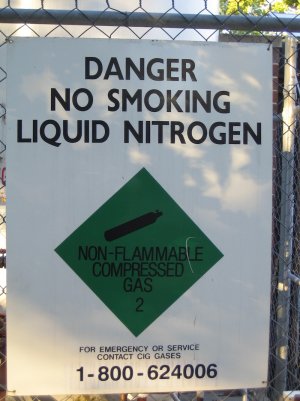 DANGER
NO SMOKING
LIQUID NITROGEN
NON-FLAMMABLE
COMPRESSED
GAS
2
FOR EMERGENCY OR SERVICE
CONTACT CIG GASES
1-800-624006